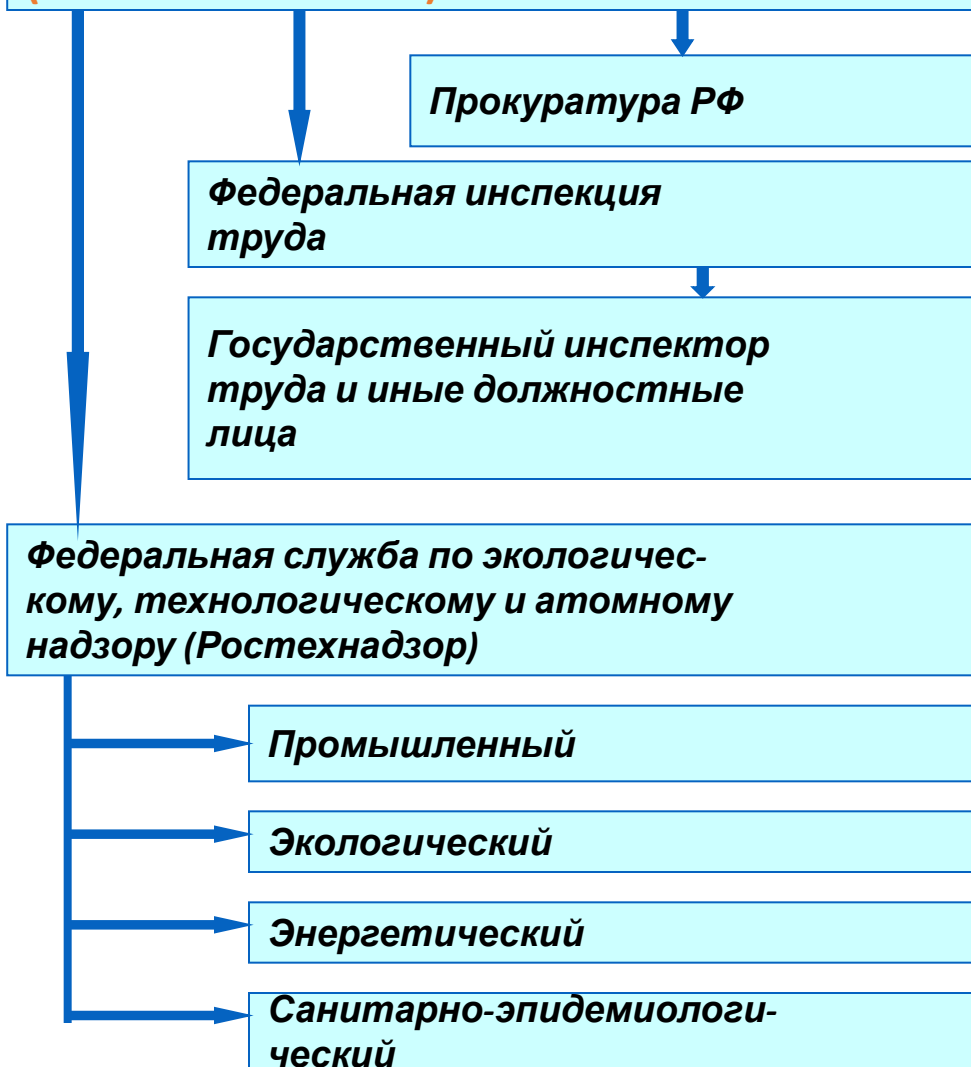 Прокуратура РФ
Федеральная инспекция
труда
Государственный инспектор
труда и иные должностные
лица
Федеральная служба по экологичес-
кому, технологическому и атомному
надзору (Ростехнадзор)
Промышленный
Экологический
Энергетический
Санитарно-эпидемиологи-
ческий